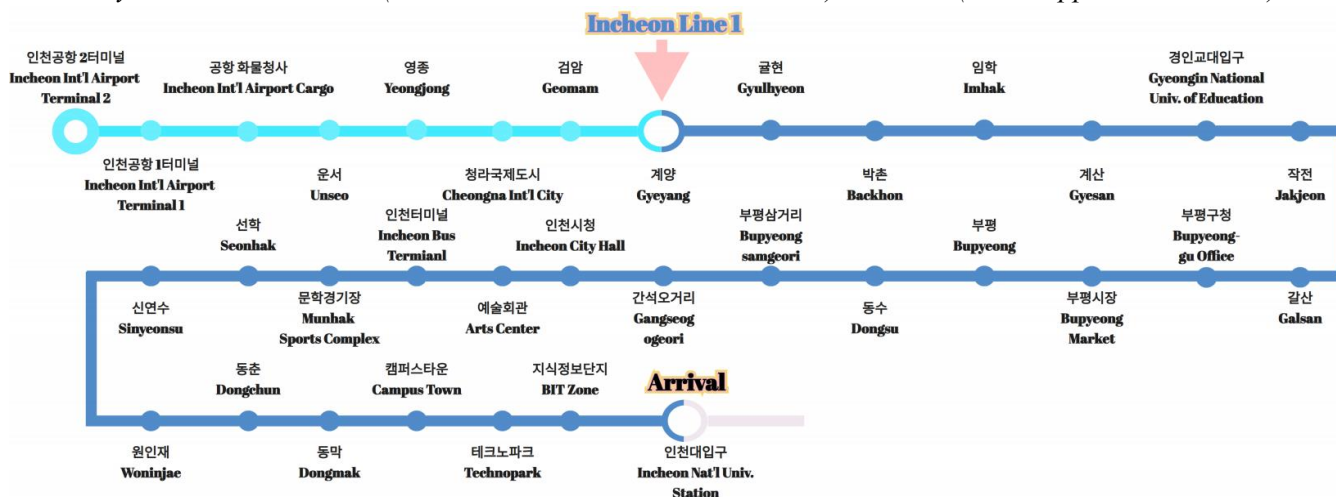 Incheon Line 1
인천공항 2터미널
Incheon Int'l Airport
Terminal 2
공항 화물청사
Incheon Int'l Airport Cargo
영종
Yeongjong
검암
Geomam
귤현
Gyulhyeon
임학
Imhak
경인교대입구
Gyeongin National
Univ. of Education
인천공항 1터미널
Incheon Int'l Airport
Terminal 1
운서
Unseo
청라국제도시
Cheongna Int'l City
계양
Gyeyang
박촌
Backhon
계산
Gyesan
작전
Jakjeon
선학
Seonhak
인천터미널
Incheon Bus
Termianl
인천시청
Incheon City Hall
부평삼거리
Bupyeong
samgeori
부평
Bupyeong
부평구청
Bupyeong-
gu Office
신연수
Sinyeonsu
문학경기장
Munhak
Sports Complex
예술회관
Arts Center
간석오거리
Gangseog
ogeori
동수
Dongsu
부평시장
Bupyeong
Market
갈산
Galsan
동춘
Dongchun
캠퍼스타운
Campus Town
지식정보단지
BIT Zone
Arrival
원인재
Woninjae
동막
Dongmak
테크노파크
Technopark
인천대입구
Incheon Nat'l Univ.
Station